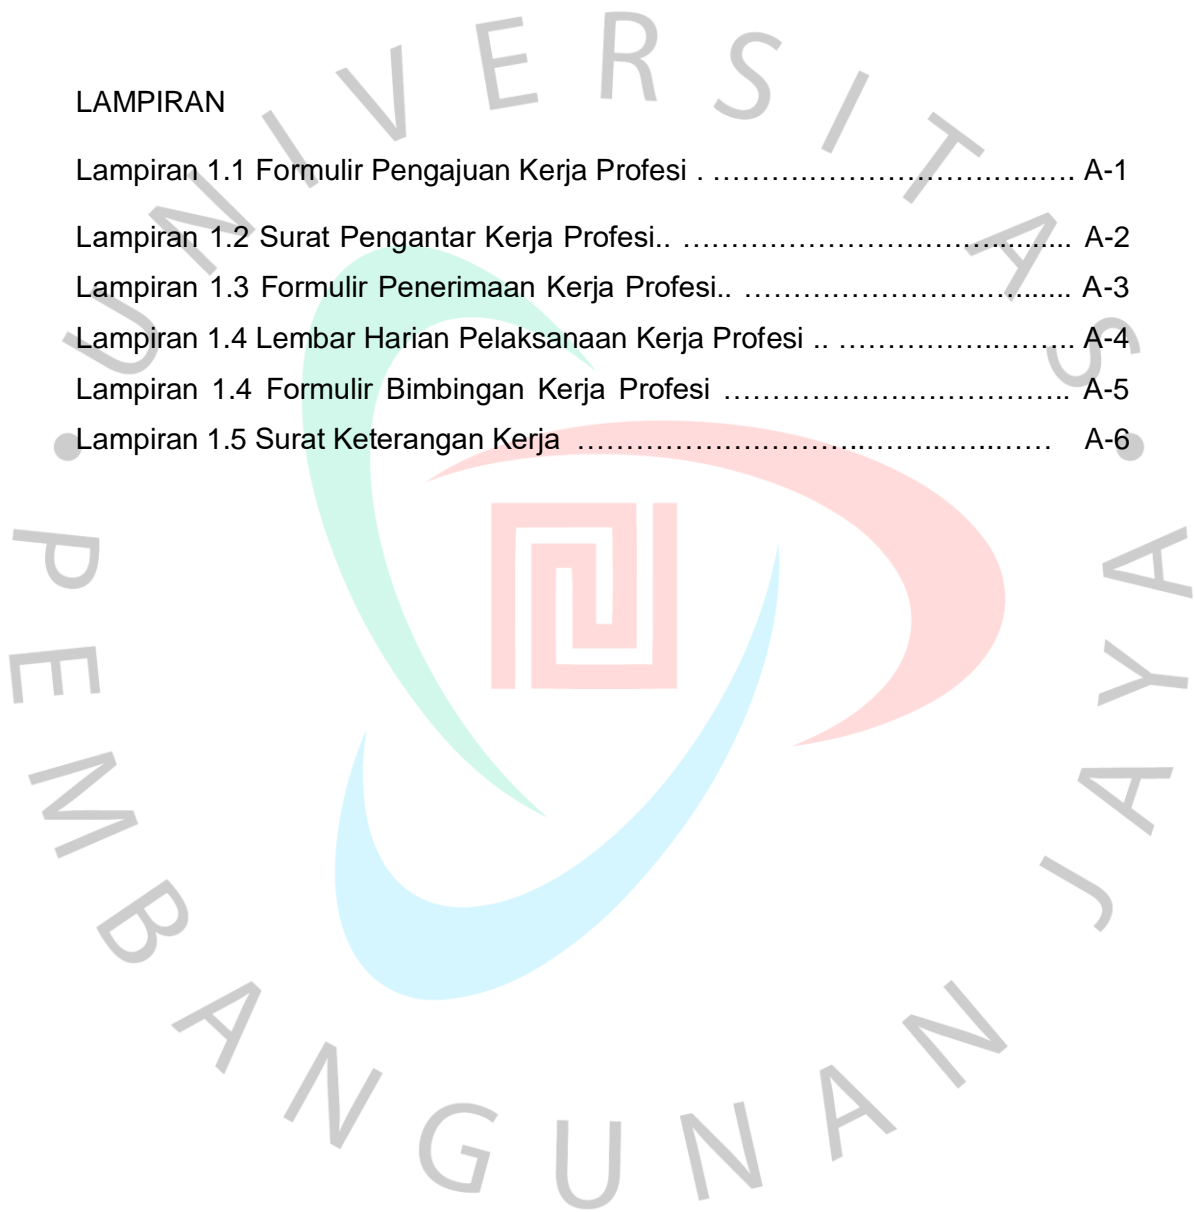 LAMPIRAN
Lampiran 1.1 Formulir Pengajuan Kerja Profesi . ……….……………….…..…. A-1
Lampiran 1.2 Surat Pengantar Kerja Profesi.. ……….……………….……...... A-2
Lampiran 1.3 Formulir Penerimaan Kerja Profesi.. …………………….…...... A-3
Lampiran 1.4 Lembar Harian Pelaksanaan Kerja Profesi .. ……………..…….. A-4
Lampiran 1.4 Formulir Bimbingan Kerja Profesi ……………….….………….. A-5
Lampiran 1.5 Surat Keterangan Kerja ……………….………..……..…..…… A-6
UNIVERSITAS • PEMBANGUNAN JAYA •